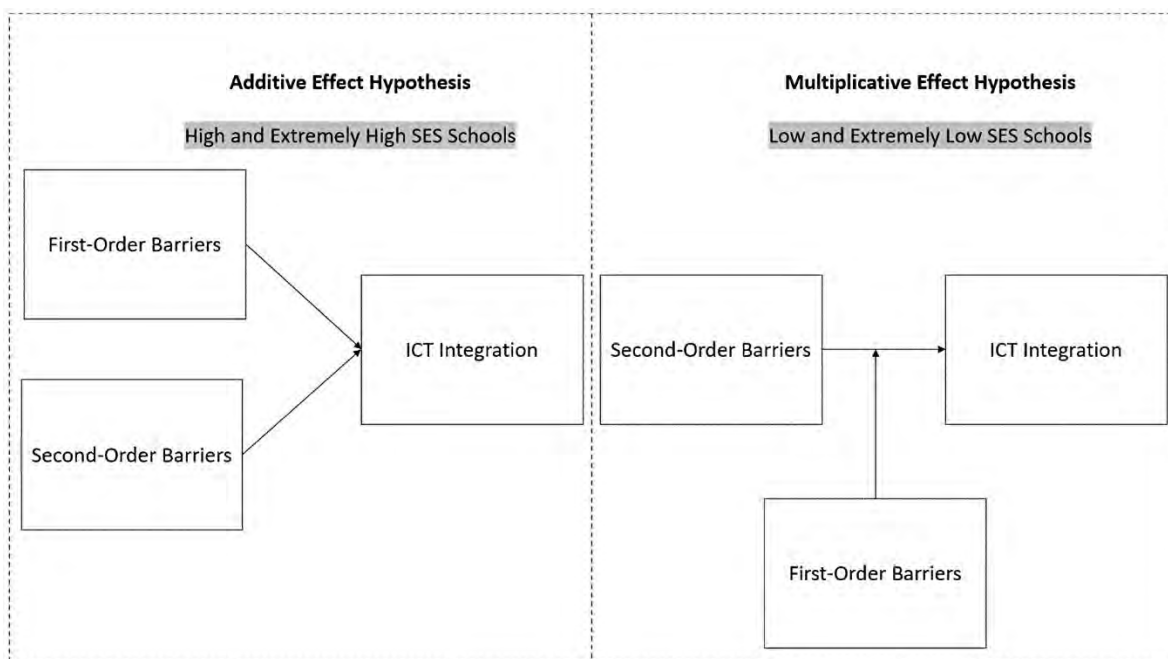 Additive Effect Hypothesis
High and Extremely High SES Schools
First-Order Barriers
ICT Integration
Second-Order Barriers
Multiplicative Effect Hypothesis
Low and Extremely Low SES Schools
Second-Order Barriers
ICT Integration
First-Order Barriers